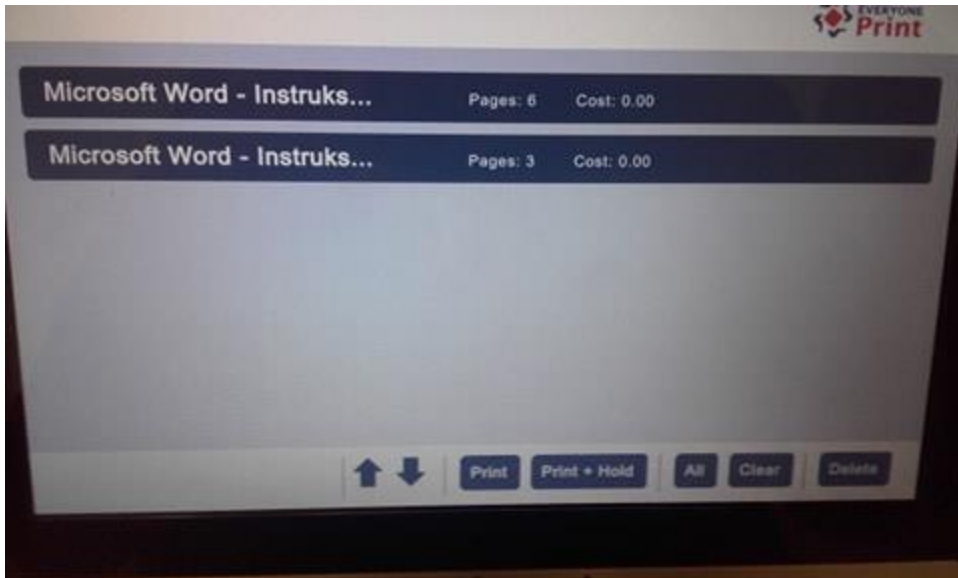 EVERYONE
Print
Microsoft Word - Instruks... Pages: 6 Cost: 0.00
Microsoft Word - Instruks... Pages: 3 Cost: 0.00
Print Print + Hold All Clear Delete